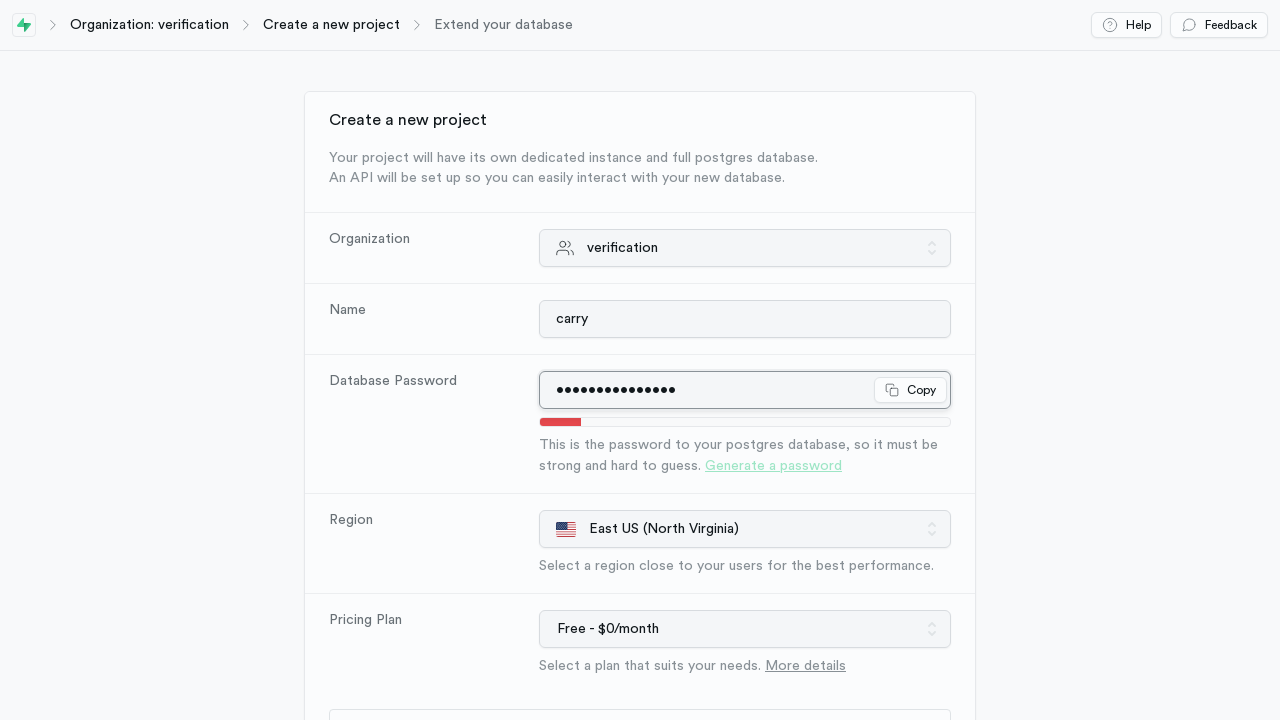 Organization: verification
Create a new project
Extend your database
Help
Feedback
Create a new project
Your project will have its own dedicated instance and full postgres database.
An API will be set up so you can easily interact with your new database.
Organization
verification
Name
carry
Database Password
•••••••••••••••
Copy
This is the password to your postgres database, so it must be
strong and hard to guess. Generate a password
Region
East US (North Virginia)
Select a region close to your users for the best performance.
Pricing Plan
Free - $0/month
Select a plan that suits your needs. More details